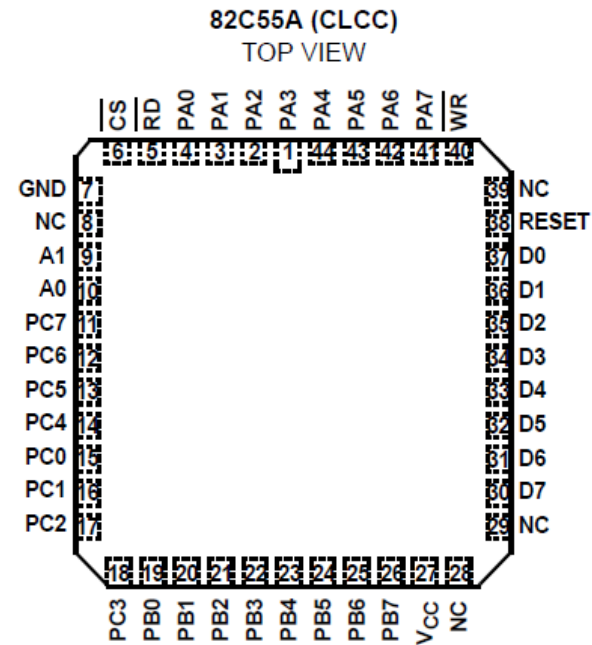 82C55A (CLCC)
TOP VIEW
CS RD PA0 PA1 PA2 PA3 PA4 PA5 PA6 PA7 WR
6 5 4 3 2 1 44 43 42 41 40
GND 7 39 NC
NC 8 38 RESET
A1 9 37 D0
A0 10 36 D1
PC7 11 35 D2
PC6 12 34 D3
PC5 13 33 D4
PC4 14 32 D5
PC0 15 31 D6
PC1 16 30 D7
PC2 17 29 NC
18 19 20 21 22 23 24 25 26 27 28
PC3 PB0 PB1 PB2 PB3 PB4 PB5 PB6 PB7 VCC NC